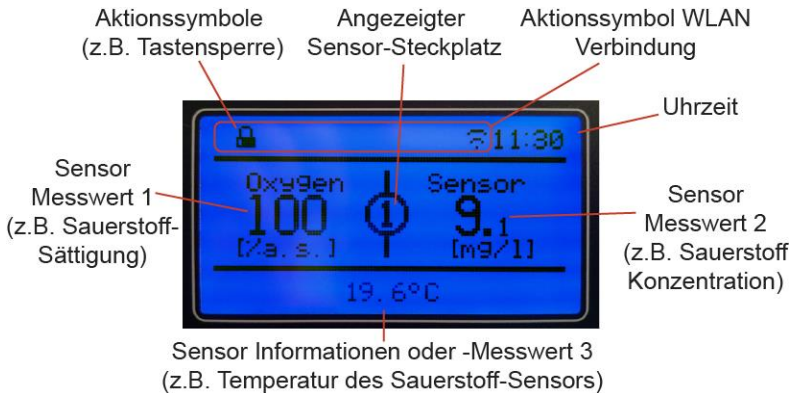 Aktionssymbole
(z.B. Tastensperre)
Angezeigter
Sensor-Steckplatz
Aktionssymbol WLAN
Verbindung
Uhrzeit
11:30
Sensor
Messwert 1
(z.B. Sauerstoff-
Sättigung)
Oxygen Sensor
100 1 9.1
[%a.s.] [mg/l]
Sensor
Messwert 2
(z.B. Sauerstoff
Konzentration)
19.6°C
Sensor Informationen oder -Messwert 3
(z.B. Temperatur des Sauerstoff-Sensors)